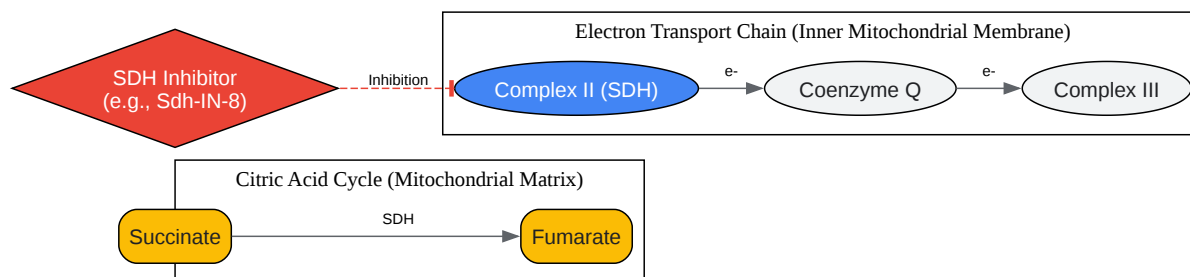 Electron Transport Chain (Inner Mitochondrial Membrane)
SDH Inhibitor
(e.g., Sdh-IN-8)
Inhibition
Complex II (SDH)
e-
Coenzyme Q
e-
Complex III
Citric Acid Cycle (Mitochondrial Matrix)
Succinate
SDH
Fumarate